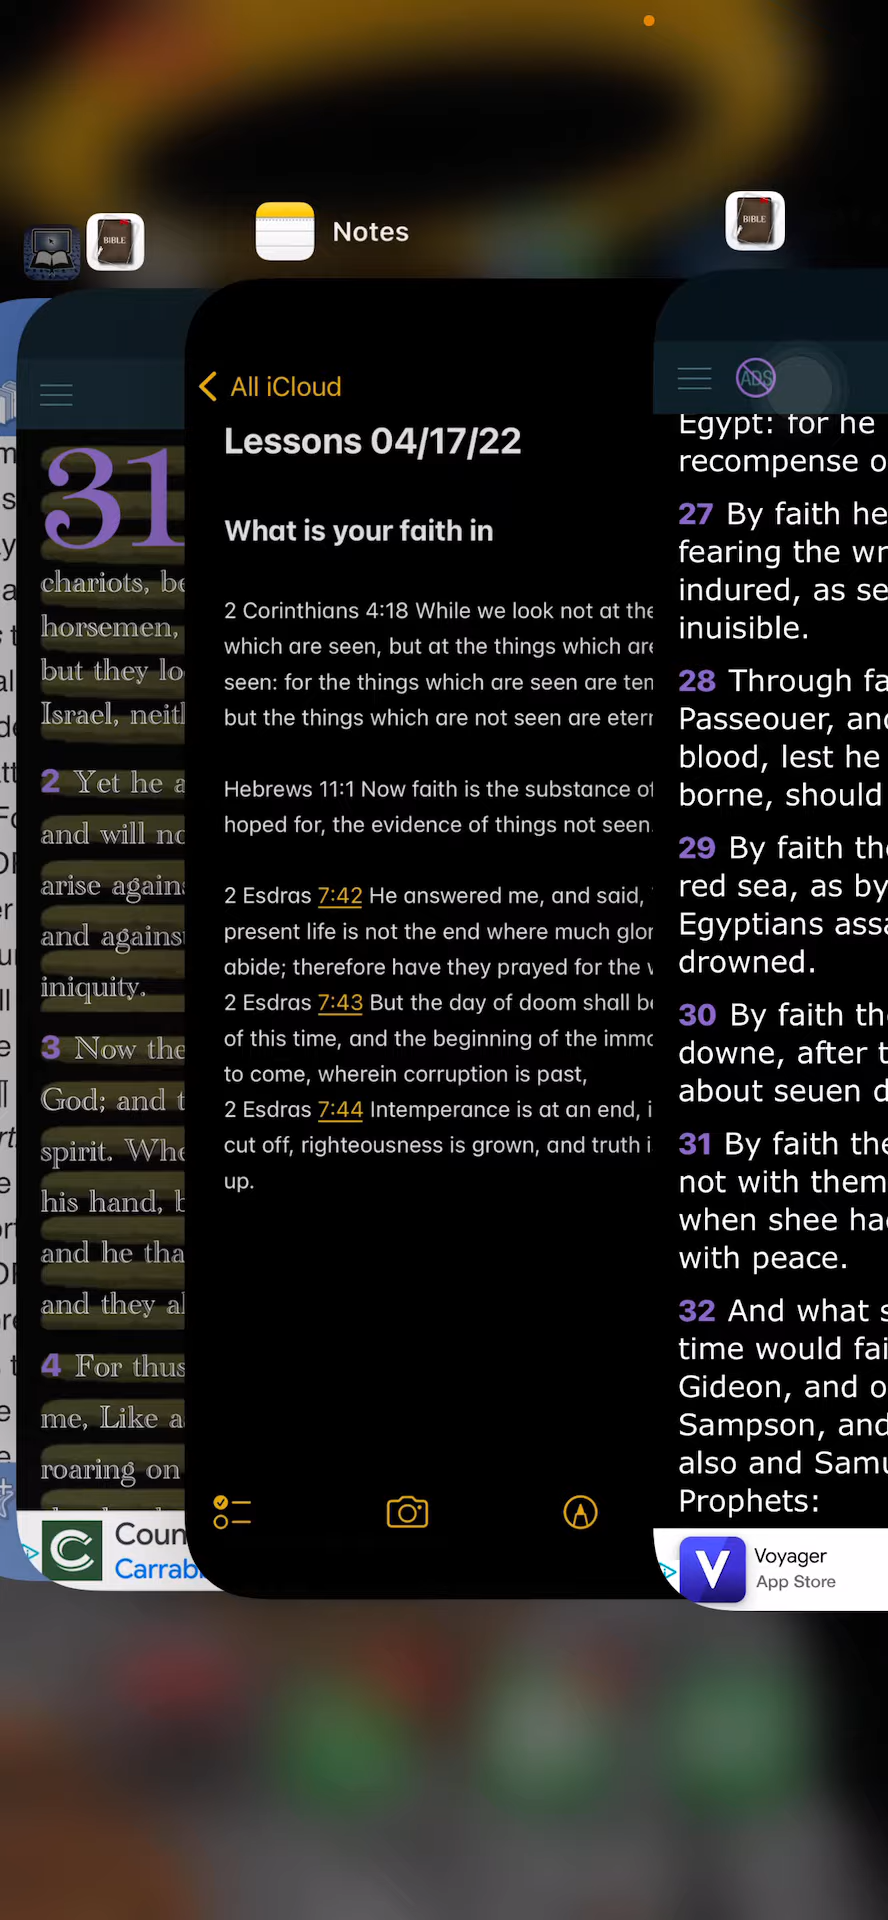 BIBLE
Notes
BIBLE
31
chariots, be
horsemen,
but they lo
Israel, neit
2 Yet he a
and will no
arise agains
and against
iniquity.
3 Now the
God; and t
spirit. Whe
his hand, b
and he tha
and they al
4 For thus
me, Like a
roaring on
Coun
Carrab
All iCloud
Lessons 04/17/22
What is your faith in
2 Corinthians 4:18 While we look not at the
which are seen, but at the things which are
seen: for the things which are seen are tem
but the things which are not seen are etern
Hebrews 11:1 Now faith is the substance of
hoped for, the evidence of things not seen.
2 Esdras 7:42 He answered me, and said,
present life is not the end where much glor
abide; therefore have they prayed for the w
2 Esdras 7:43 But the day of doom shall be
of this time, and the beginning of the immo
to come, wherein corruption is past,
2 Esdras 7:44 Intemperance is at an end, i
cut off, righteousness is grown, and truth i
up.
ADS
Egypt: for he
recompense o
27 By faith he
fearing the wr
indured, as se
inuisible.
28 Through fa
Passeouer, and
blood, lest he
borne, should
29 By faith the
red sea, as by
Egyptians assa
drowned.
30 By faith the
downe, after t
about seuen d
31 By faith the
not with them
when shee had
with peace.
32 And what s
time would fai
Gideon, and o
Sampson, and
also and Samu
Prophets:
V
Voyager
App Store